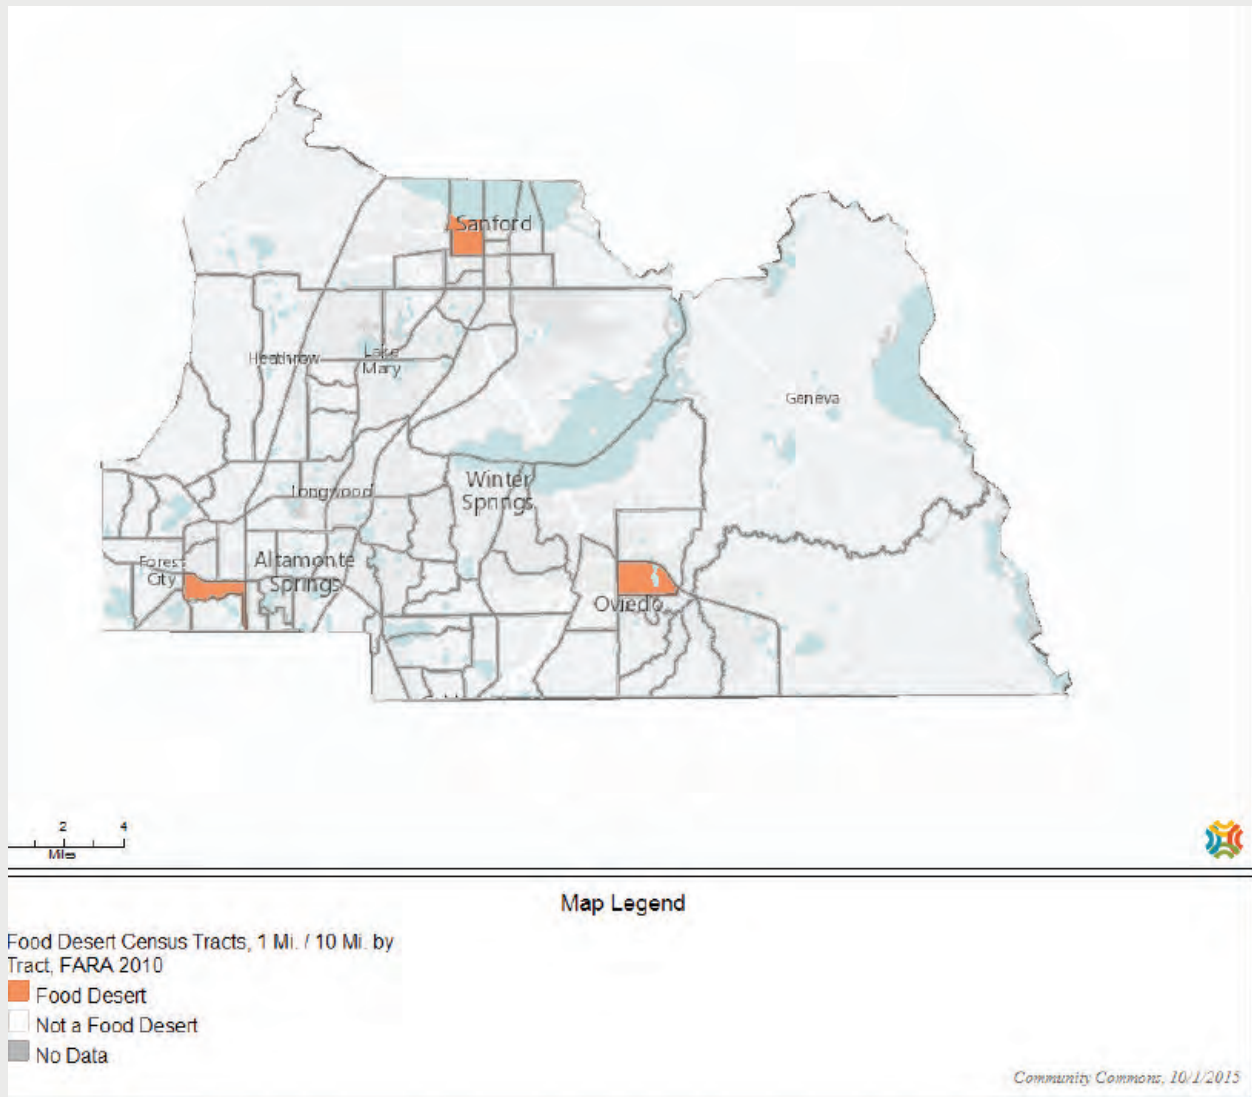 Sanford
Heathrow
Lake
Mary
Geneva
Longwood
Winter
Springs
Forest
City
Altamonte
Springs
Oviedo
2 4
Miles
Map Legend
Food Desert Census Tracts, 1 Mi. / 10 Mi. by
Tract, FARA 2010
Food Desert
Not a Food Desert
No Data
Community Commons, 10/1/2015